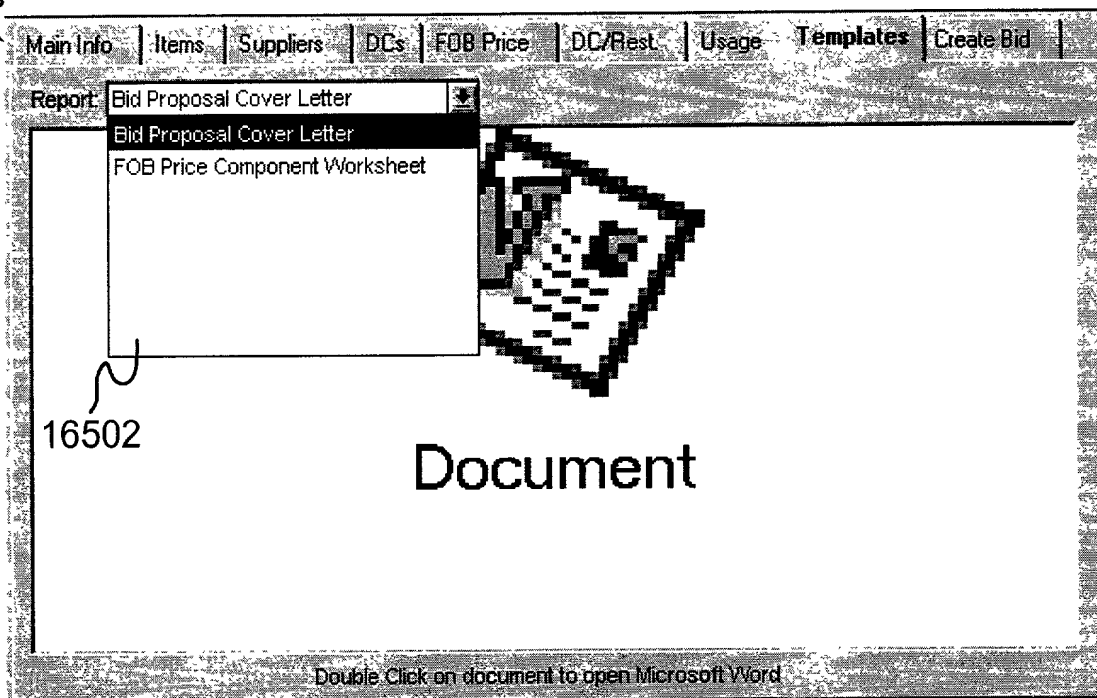 Main Info Items Suppliers DCs FOB Price DC/Rest. Usage Templates Create Bid
Report: Bid Proposal Cover Letter
Bid Proposal Cover Letter
FOB Price Component Worksheet
16502
Document
Double Click on document to open Microsoft Word